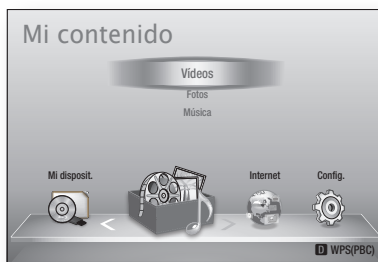 Mi contenido
Vídeos
Fotos
Música
Mi disposit.
Internet
Config.
D WPS(PBC)